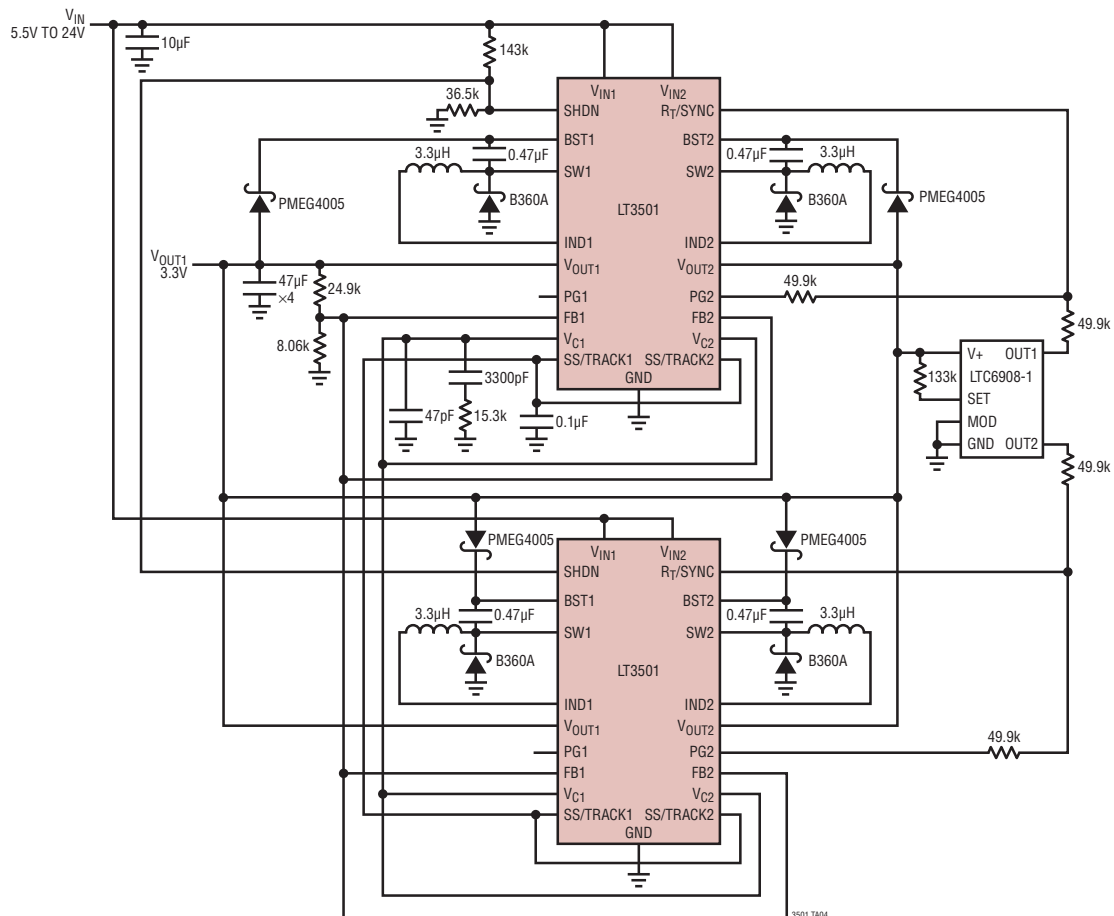 VIN
5.5V TO 24V
10µF
143k
36.5k
VIN1
VIN2
SHDN
RT/SYNC
BST1
BST2
3.3µH
0.47µF
0.47µF
3.3µH
SW1
SW2
PMEG4005
B360A
LT3501
B360A
PMEG4005
IND1
IND2
VOUT1
3.3V
VOUT1
VOUT2
47µF
×4
24.9k
PG1
PG2
49.9k
FB1
FB2
49.9k
8.06k
VC1
VC2
SS/TRACK1
SS/TRACK2
3300pF
GND
47pF
15.3k
0.1µF
V+
OUT1
133k
LTC6908-1
SET
MOD
GND
OUT2
49.9k
PMEG4005
PMEG4005
VIN1
VIN2
SHDN
RT/SYNC
BST1
BST2
3.3µH
0.47µF
0.47µF
3.3µH
SW1
SW2
B360A
LT3501
B360A
IND1
IND2
VOUT1
VOUT2
49.9k
PG1
PG2
FB1
FB2
VC1
VC2
SS/TRACK1
SS/TRACK2
GND
3501 TA04